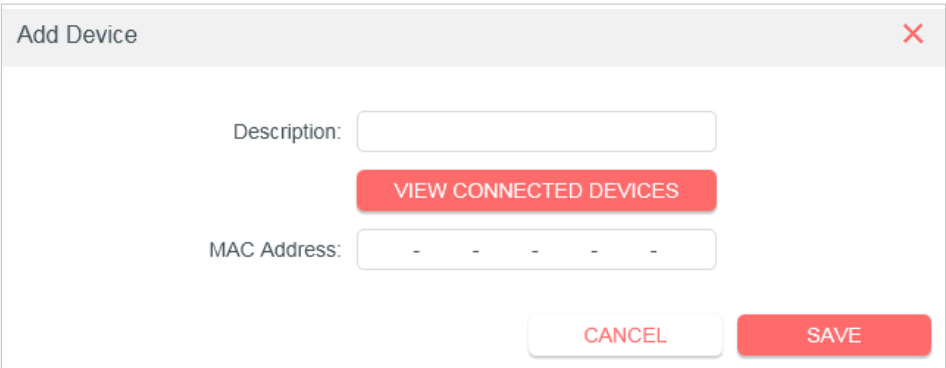 Add Device
Description:
VIEW CONNECTED DEVICES
MAC Address: - - - - -
CANCEL SAVE